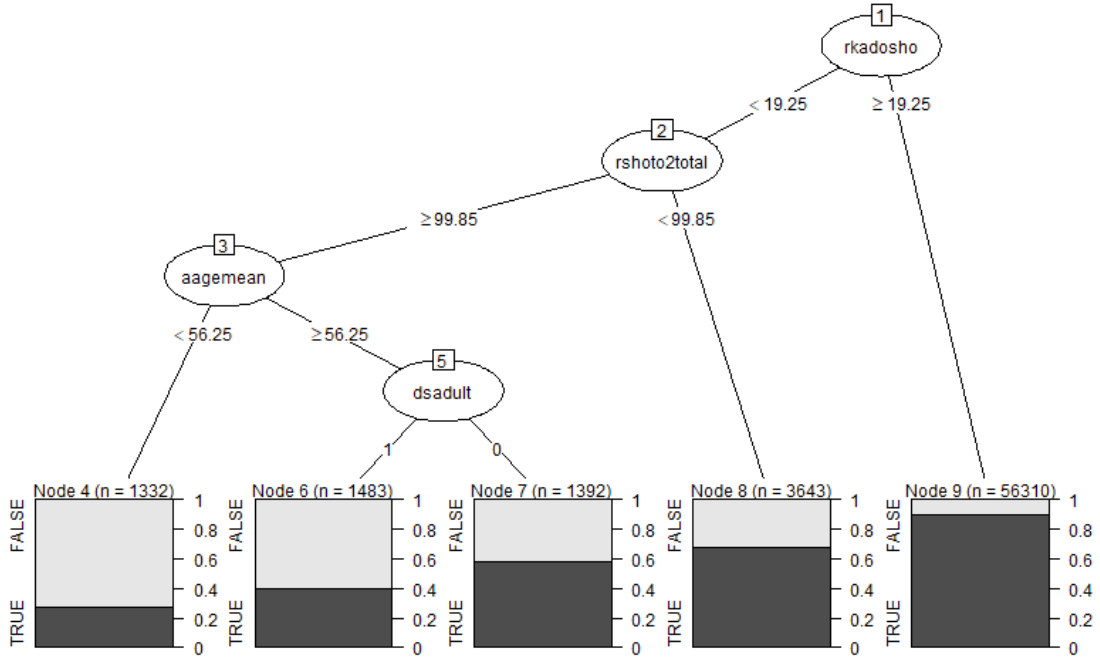 1
rkadosho
< 19.25
≥ 19.25
2
rshoto2total
≥ 99.85
< 99.85
3
aagemean
< 56.25
≥ 56.25
5
dsadult
1
0
Node 4 (n = 1332)
FALSE
TRUE
1
0.8
0.6
0.4
0.2
0
Node 6 (n = 1483)
FALSE
TRUE
1
0.8
0.6
0.4
0.2
0
Node 7 (n = 1392)
FALSE
TRUE
1
0.8
0.6
0.4
0.2
0
Node 8 (n = 3643)
FALSE
TRUE
1
0.8
0.6
0.4
0.2
0
Node 9 (n = 56310)
FALSE
TRUE
1
0.8
0.6
0.4
0.2
0